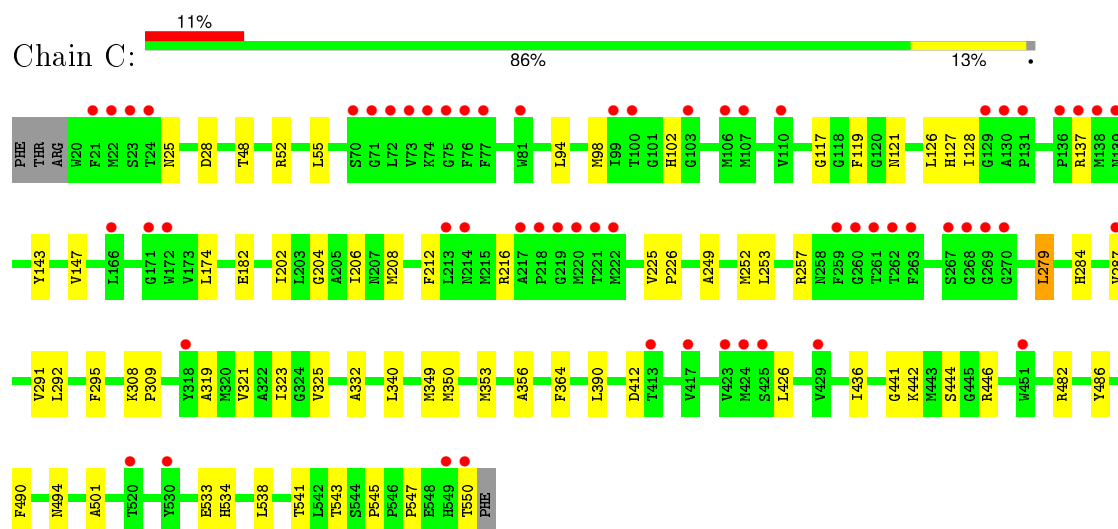 11%
Chain C:
86% 13% •
PHE THR ARG W20 F21 M22 S23 T24 N25 D28 T48 R52 L55 S70 G71 L72 V73 K74 G75 F76 F77 W81 L94 M98 I99 T100 G101 H102 G103 M106 M107 V110 G117 G118 F119 G120 N121 L126 H127 I128 G129 A130 P131 P136 R137 M138
Y143 V147 L166 G171 W172 V173 L174 E182 I202 L203 G204 A205 I206 N207 M208 F212 L213 N214 M215 R216 A217 P218 G219 M220 T221 M222 V225 P226 A249 M252 L253 R257 N258 F259 G260 T261 T262 F263 S267 G268 G269 G270 L279 H284 V287
V291 L292 F295 K308 P309 Y318 A319 M320 V321 A322 I323 G324 V325 A332 L340 M349 M350 M353 A356 F364 L390 D412 T413 V417 V423 M424 S425 L426 V429 I436 G441 K442 M443 S444 G445 R446 W451 R482 Y486
F490 N494 A501 T520 Y530 E533 H534 L538 T541 L542 T543 S544 P545 P546 P547 E548 H549 T550 PHE